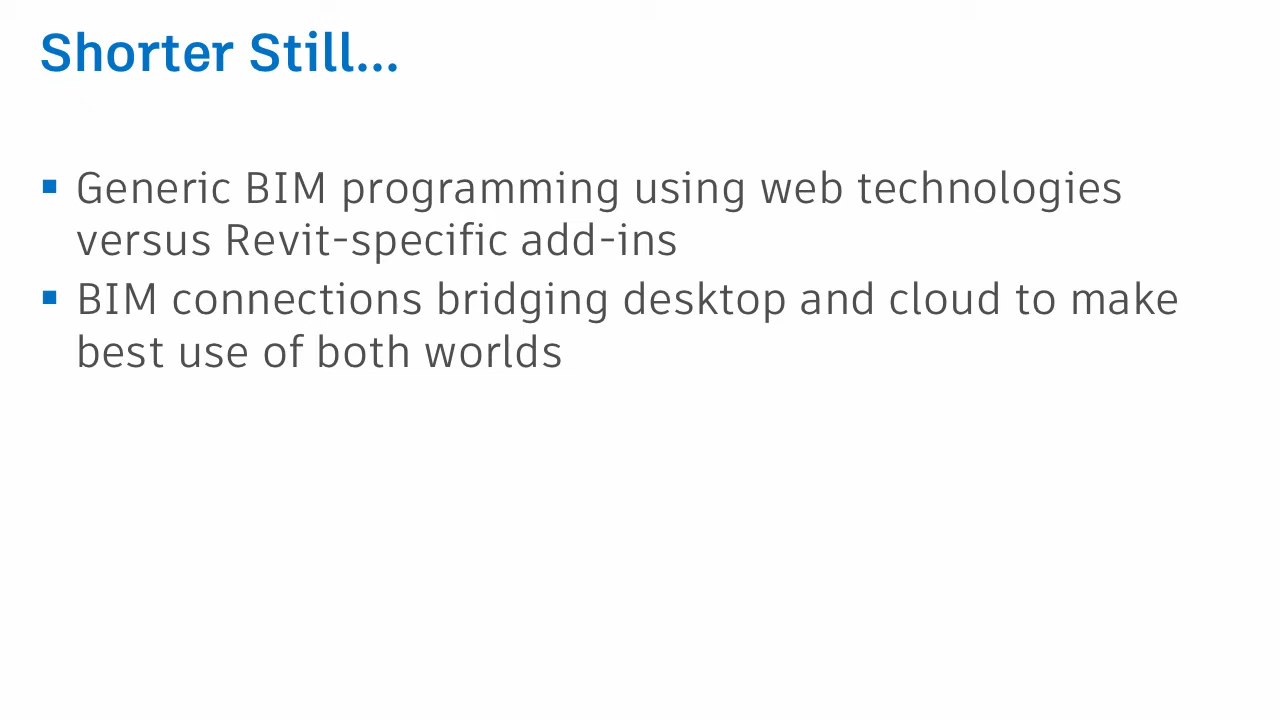 Shorter Still...
▪ Generic BIM programming using web technologies
versus Revit-specific add-ins
▪ BIM connections bridging desktop and cloud to make
best use of both worlds